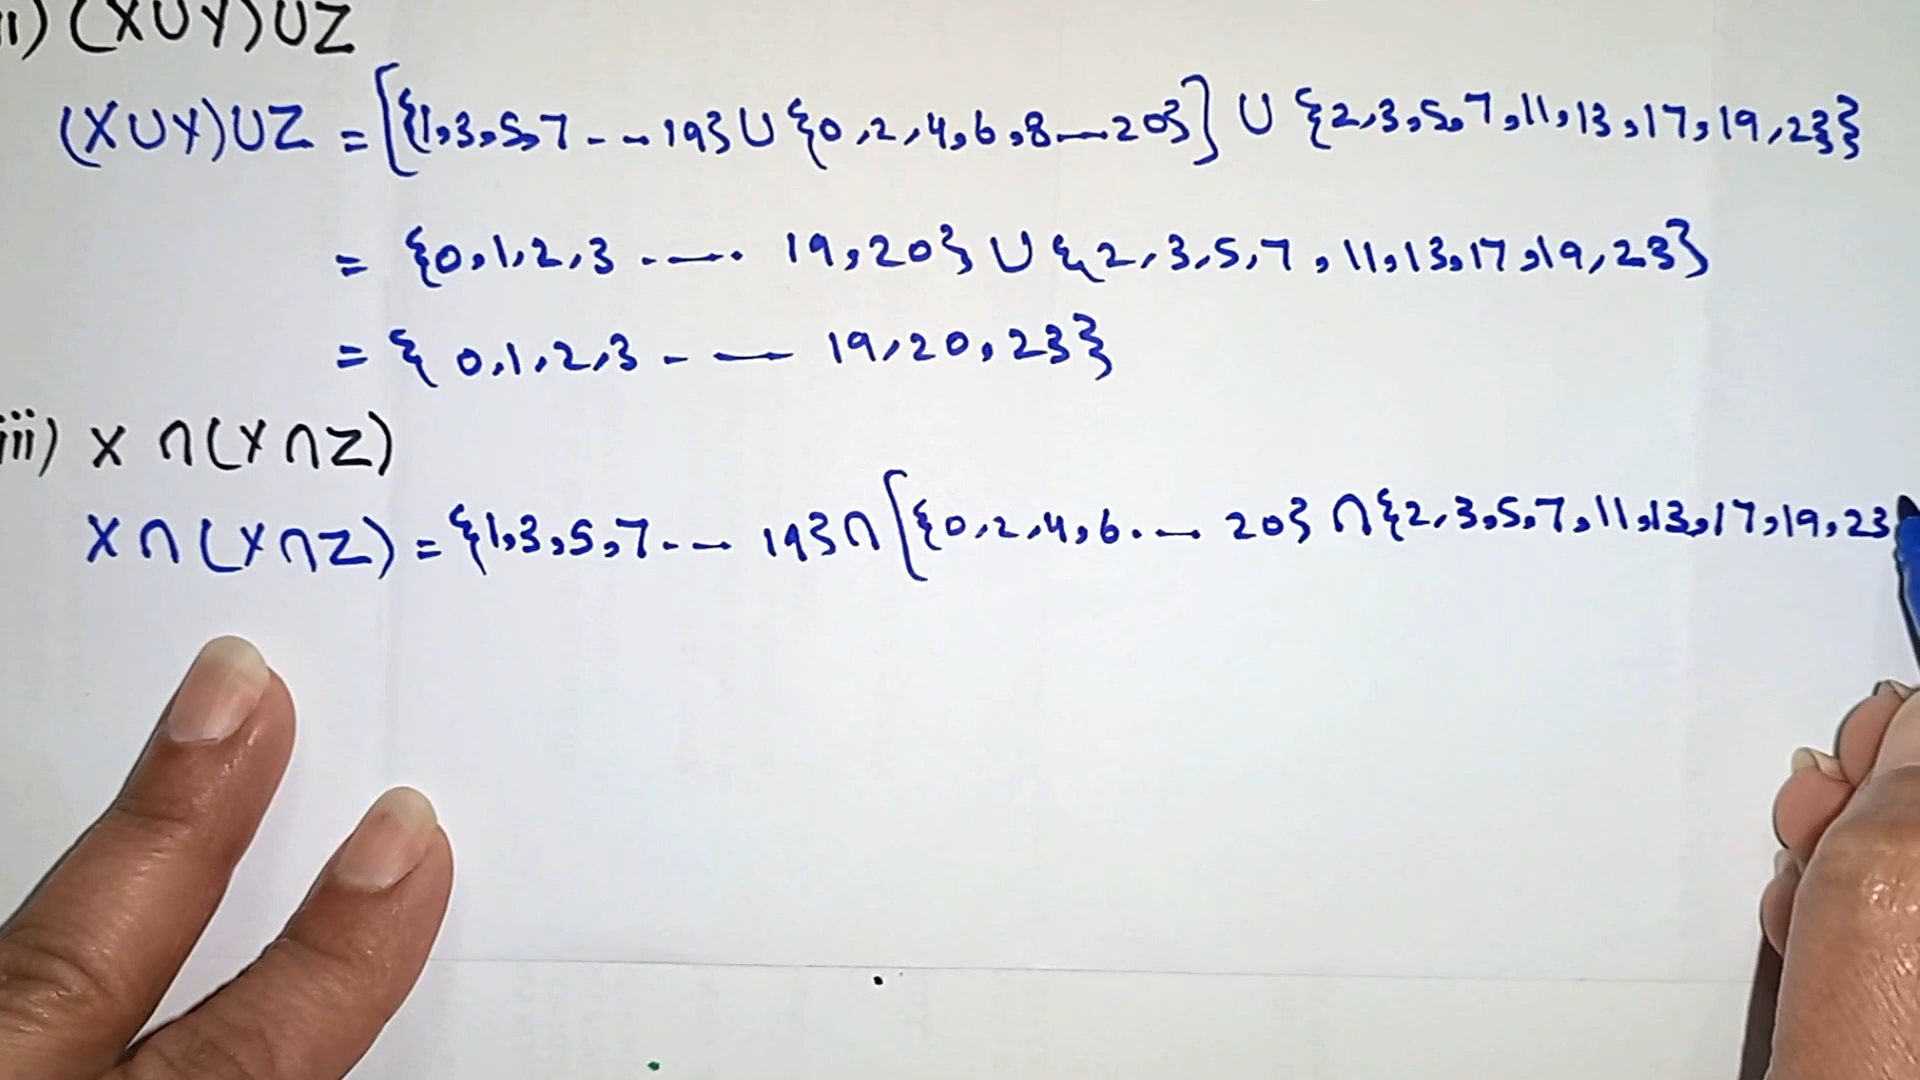 ii) (X∪Y)∪Z
(X∪Y)∪Z = [{1,3,5,7 - -- 19}∪{0,2,4,6,8---20}] ∪ {2,3,5,7,11,13,17,19,23}}
= {0,1,2,3 ----. 19,20}∪{2,3,5,7,11,13,17,19,23}
= {0,1,2,3 - -- 19,20,23}
iii) X ∩(Y∩Z)
X∩(Y∩Z) = {1,3,5,7.-- 19}∩[{0,2,4,6.-- 20}∩{2,3,5,7,11,13,17,19,23